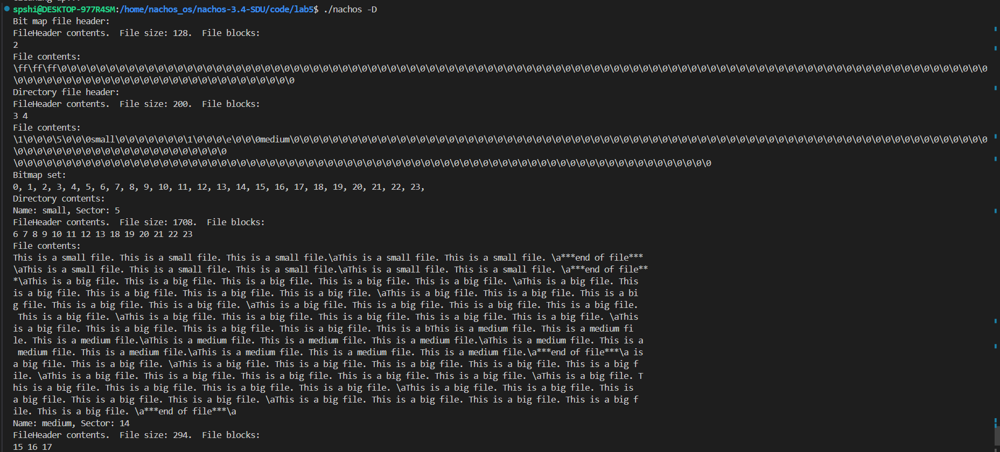 spshi@DESKTOP-977R4SM:/home/nachos_os/nachos-3.4-SDU/code/lab5$ ./nachos -D
Bit map file header:
FileHeader contents.  File size: 128.  File blocks:
2
File contents:
\ff\ff\ff\0\0\0\0\0\0\0\0\0\0\0\0\0\0\0\0\0\0\0\0\0\0\0\0\0\0\0\0\0\0\0\0\0\0\0\0\0\0\0\0\0\0\0\0\0\0\0\0\0\0\0\0\0\0\0\0\0\0\0\0\0\0\0\0\0\0\0\0\0\0\0\0\0\0\0\0\0\0\0\0\0\0\0\0\0\0\0\0\0\0\0\0\0\0\0\0
\0\0\0\0\0\0\0\0\0\0\0\0\0\0\0\0\0\0\0\0\0\0\0\0\0\0\0\0\0
Directory file header:
FileHeader contents.  File size: 200.  File blocks:
3 4
File contents:
\1\0\0\0\5\0\0\0small\0\0\0\0\0\0\0\1\0\0\0\e\0\0\0medium\0\0\0\0\0\0\0\0\0\0\0\0\0\0\0\0\0\0\0\0\0\0\0\0\0\0\0\0\0\0\0\0\0\0\0\0\0\0\0\0\0\0\0\0\0\0\0\0\0\0\0\0\0\0\0\0\0\0\0\0\0\0\0\0\0\0\0\0
\0\0\0\0\0\0\0\0\0\0\0\0\0\0\0\0\0\0\0\0\0\0
\0\0\0\0\0\0\0\0\0\0\0\0\0\0\0\0\0\0\0\0\0\0\0\0\0\0\0\0\0\0\0\0\0\0\0\0\0\0\0\0\0\0\0\0\0\0\0\0\0\0\0\0\0\0\0\0\0\0\0\0\0\0\0\0\0\0\0\0\0\0\0\0
Bitmap set:
0, 1, 2, 3, 4, 5, 6, 7, 8, 9, 10, 11, 12, 13, 14, 15, 16, 17, 18, 19, 20, 21, 22, 23,
Directory contents:
Name: small, Sector: 5
FileHeader contents.  File size: 1708.  File blocks:
6 7 8 9 10 11 12 13 18 19 20 21 22 23
File contents:
This is a small file. This is a small file. This is a small file.\aThis is a small file. This is a small file. \a***end of file***
\aThis is a small file. This is a small file. This is a small file.\aThis is a small file. This is a small file. \a***end of file**
*\aThis is a big file. This is a big file. This is a big file. This is a big file. This is a big file. \aThis is a big file. This
is a big file. This is a big file. This is a big file. This is a big file. \aThis is a big file. This is a big file. This is a bi
g file. This is a big file. This is a big file. \aThis is a big file. This is a big file. This is a big file. This is a big file.
 This is a big file. \aThis is a big file. This is a big file. This is a big file. This is a big file. This is a big file. \aThis
is a big file. This is a big file. This is a big file. This is a big file. This is a bThis is a medium file. This is a medium fi
le. This is a medium file.\aThis is a medium file. This is a medium file. This is a medium file.\aThis is a medium file. This is a
 medium file. This is a medium file.\aThis is a medium file. This is a medium file. This is a medium file.\a***end of file***\a is
a big file. This is a big file. \aThis is a big file. This is a big file. This is a big file. This is a big file. This is a big f
ile. \aThis is a big file. This is a big file. This is a big file. This is a big file. This is a big file. \aThis is a big file. T
his is a big file. This is a big file. This is a big file. This is a big file. \aThis is a big file. This is a big file. This is
a big file. This is a big file. This is a big file. \aThis is a big file. This is a big file. This is a big file. This is a big f
ile. This is a big file. \a***end of file***\a
Name: medium, Sector: 14
FileHeader contents.  File size: 294.  File blocks:
15 16 17